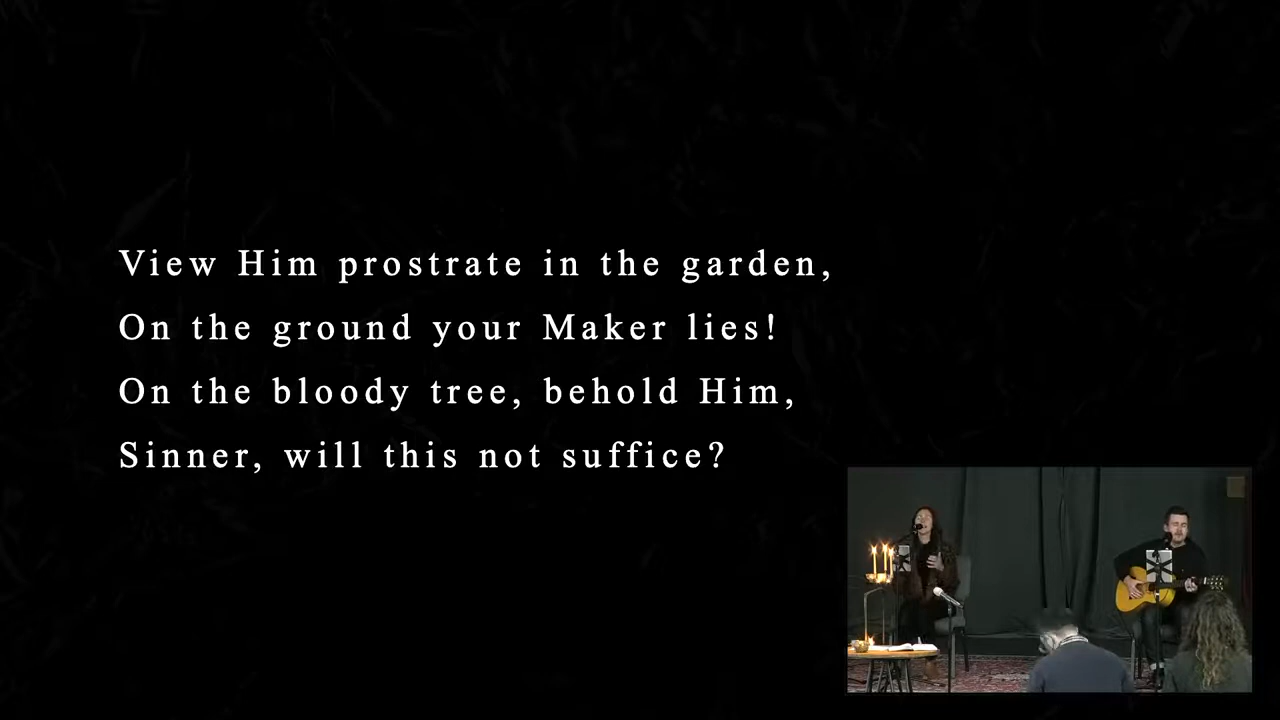 View Him prostrate in the garden,
On the ground your Maker lies!
On the bloody tree, behold Him,
Sinner, will this not suffice?